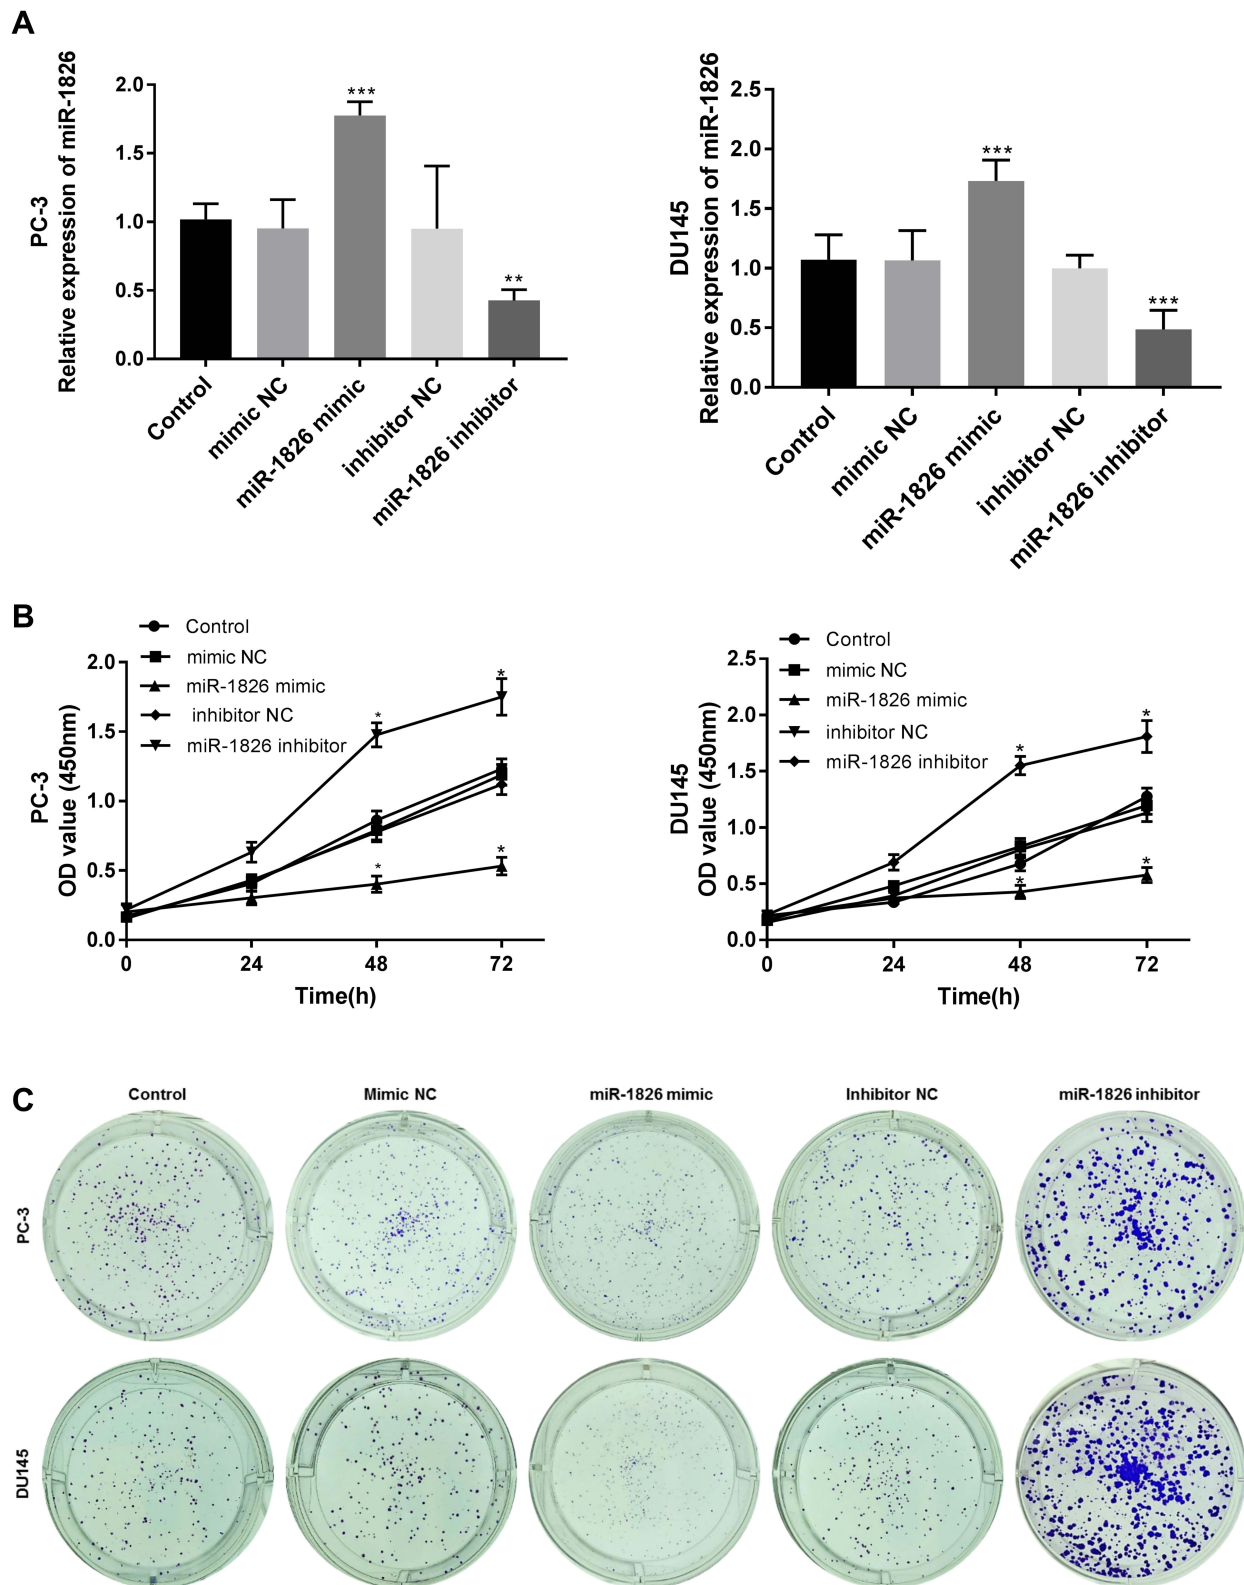 A
PC-3
Relative expression of miR-1826
2.0
1.5
1.0
0.5
0.0
***
**
Control
mimic NC
miR-1826 mimic
inhibitor NC
miR-1826 inhibitor
DU145
Relative expression of miR-1826
2.5
2.0
1.5
1.0
0.5
0.0
***
***
Control
mimic NC
miR-1826 mimic
inhibitor NC
miR-1826 inhibitor
B
Control
mimic NC
miR-1826 mimic
inhibitor NC
miR-1826 inhibitor
PC-3
OD value (450nm)
2.0
1.5
1.0
0.5
0.0
*
*
*
*
0 24 48 72
Time(h)
Control
mimic NC
miR-1826 mimic
inhibitor NC
miR-1826 inhibitor
DU145
OD value (450nm)
2.5
2.0
1.5
1.0
0.5
0.0
*
*
*
*
0 24 48 72
Time(h)
C
Control Mimic NC miR-1826 mimic Inhibitor NC miR-1826 inhibitor
PC-3
DU145